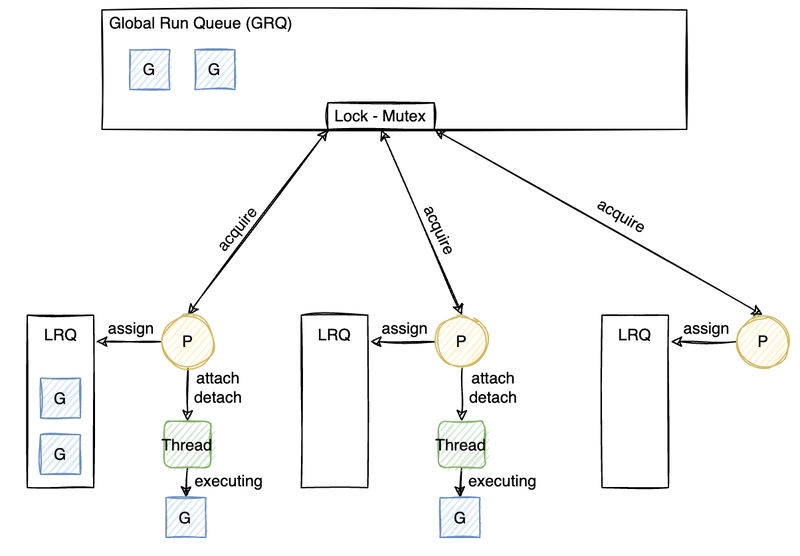 Global Run Queue (GRQ)
G
G
Lock - Mutex
acquire
acquire
acquire
LRQ
assign
P
LRQ
assign
P
LRQ
assign
P
attach
detach
attach
detach
G
G
Thread
Thread
executing
executing
G
G